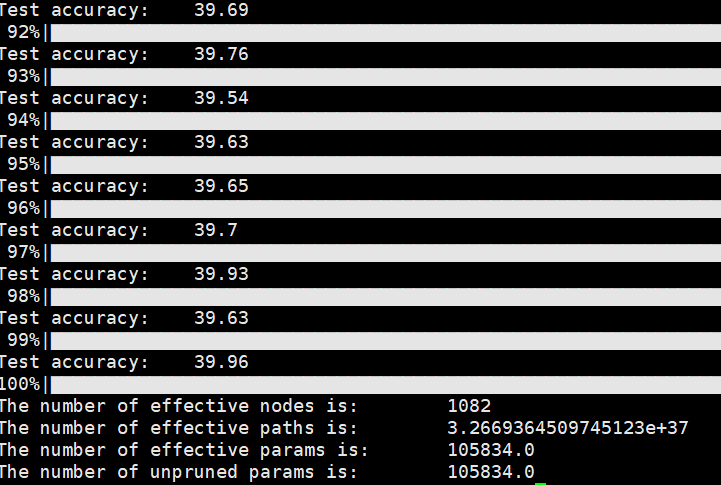 Test accuracy: 39.69
92%|
Test accuracy: 39.76
93%|
Test accuracy: 39.54
94%|
Test accuracy: 39.63
95%|
Test accuracy: 39.65
96%|
Test accuracy: 39.7
97%|
Test accuracy: 39.93
98%|
Test accuracy: 39.63
99%|
Test accuracy: 39.96
100%|
The number of effective nodes is: 1082
The number of effective paths is: 3.2669364509745123e+37
The number of effective params is: 105834.0
The number of unpruned params is: 105834.0